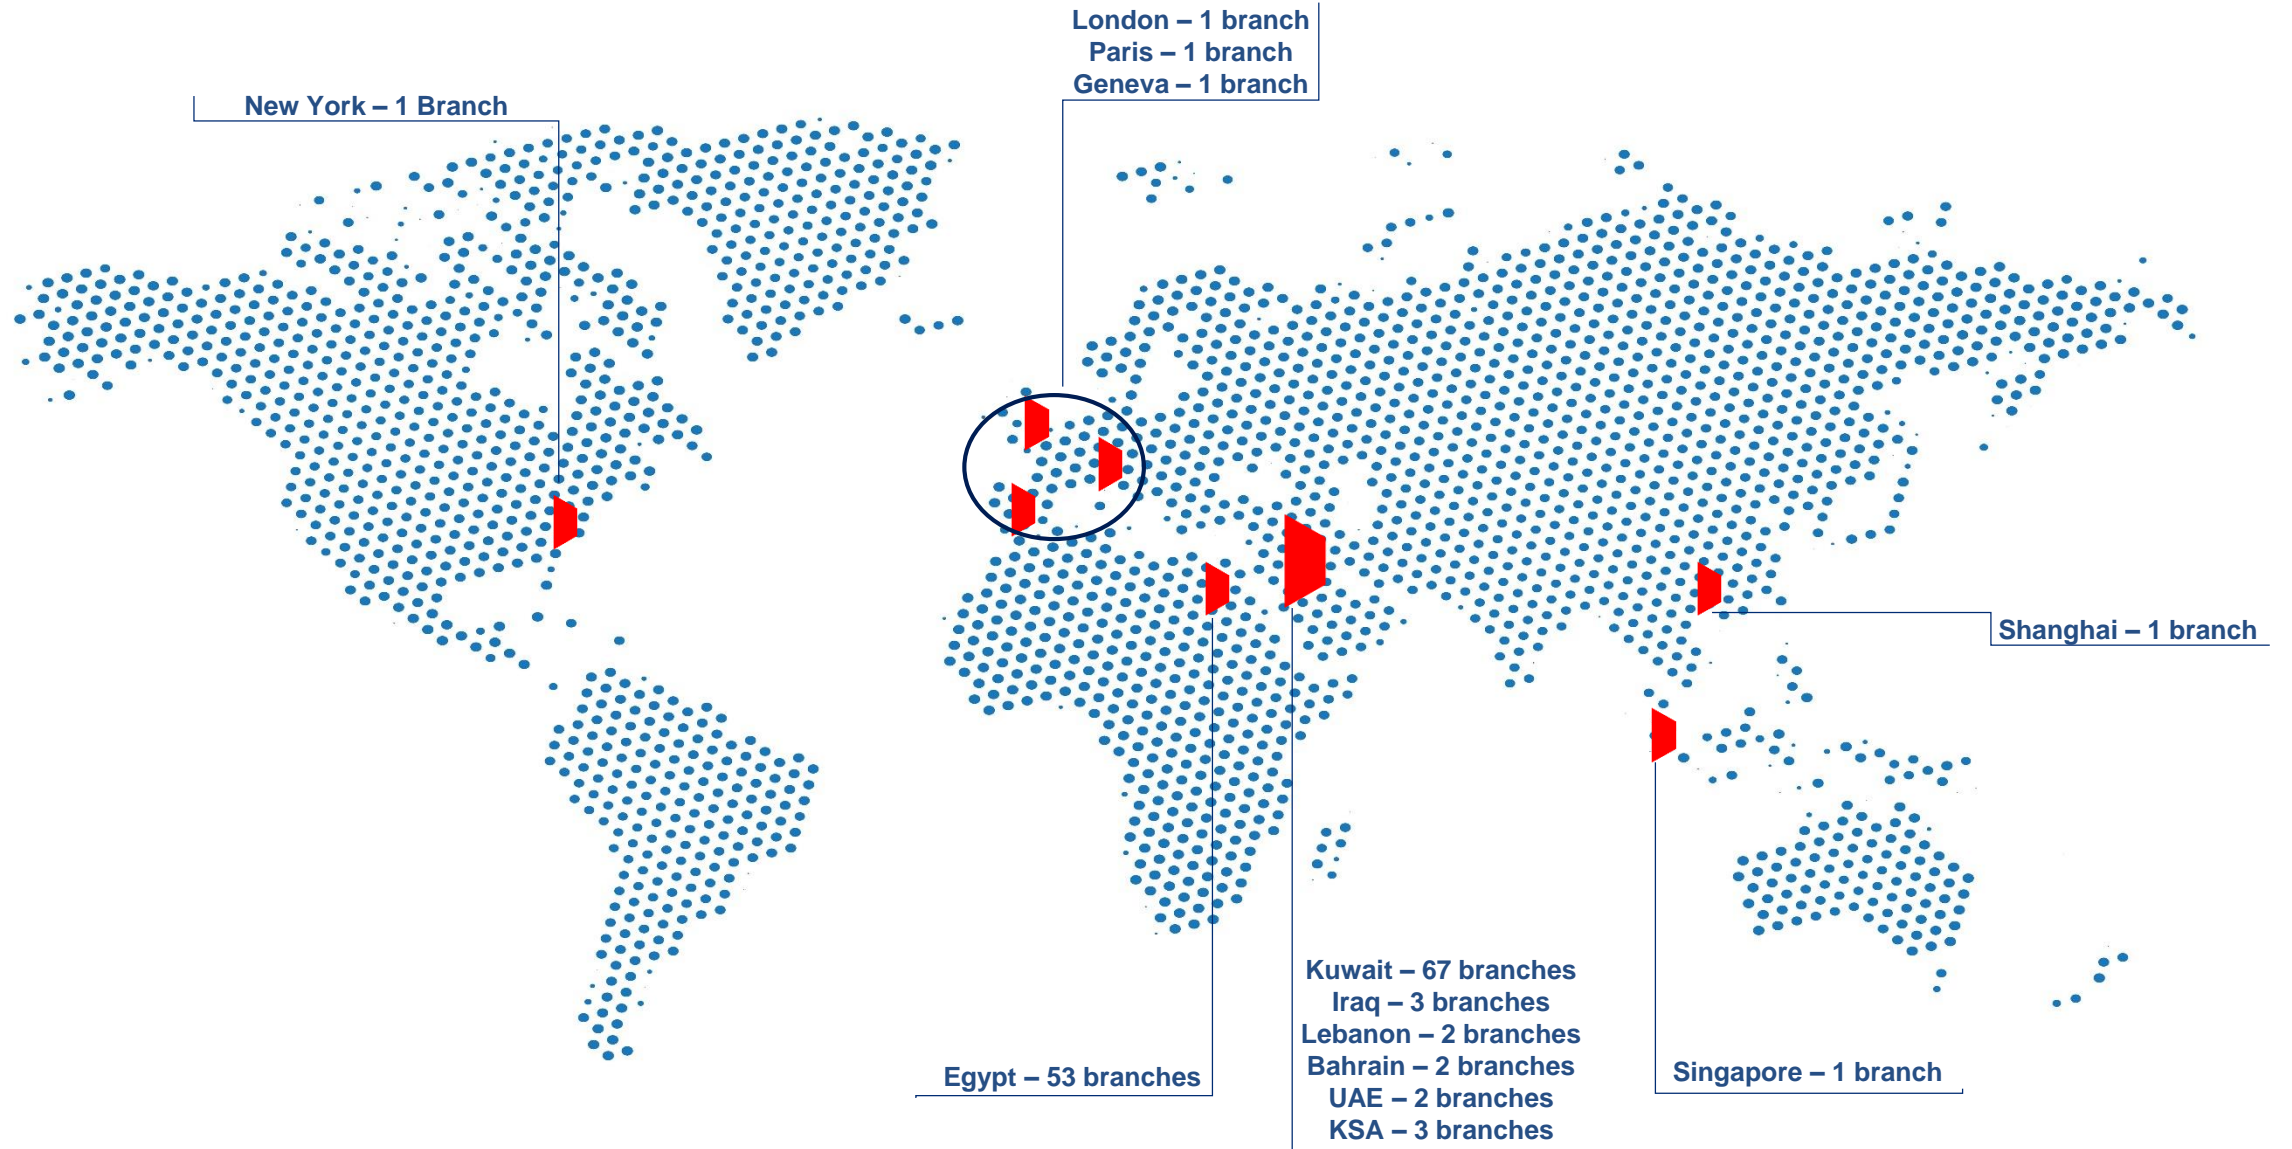 London – 1 branch
Paris – 1 branch
Geneva – 1 branch
New York – 1 Branch
Shanghai – 1 branch
Kuwait – 67 branches
Iraq – 3 branches
Lebanon – 2 branches
Bahrain – 2 branches
UAE – 2 branches
KSA – 3 branches
Egypt – 53 branches
Singapore – 1 branch